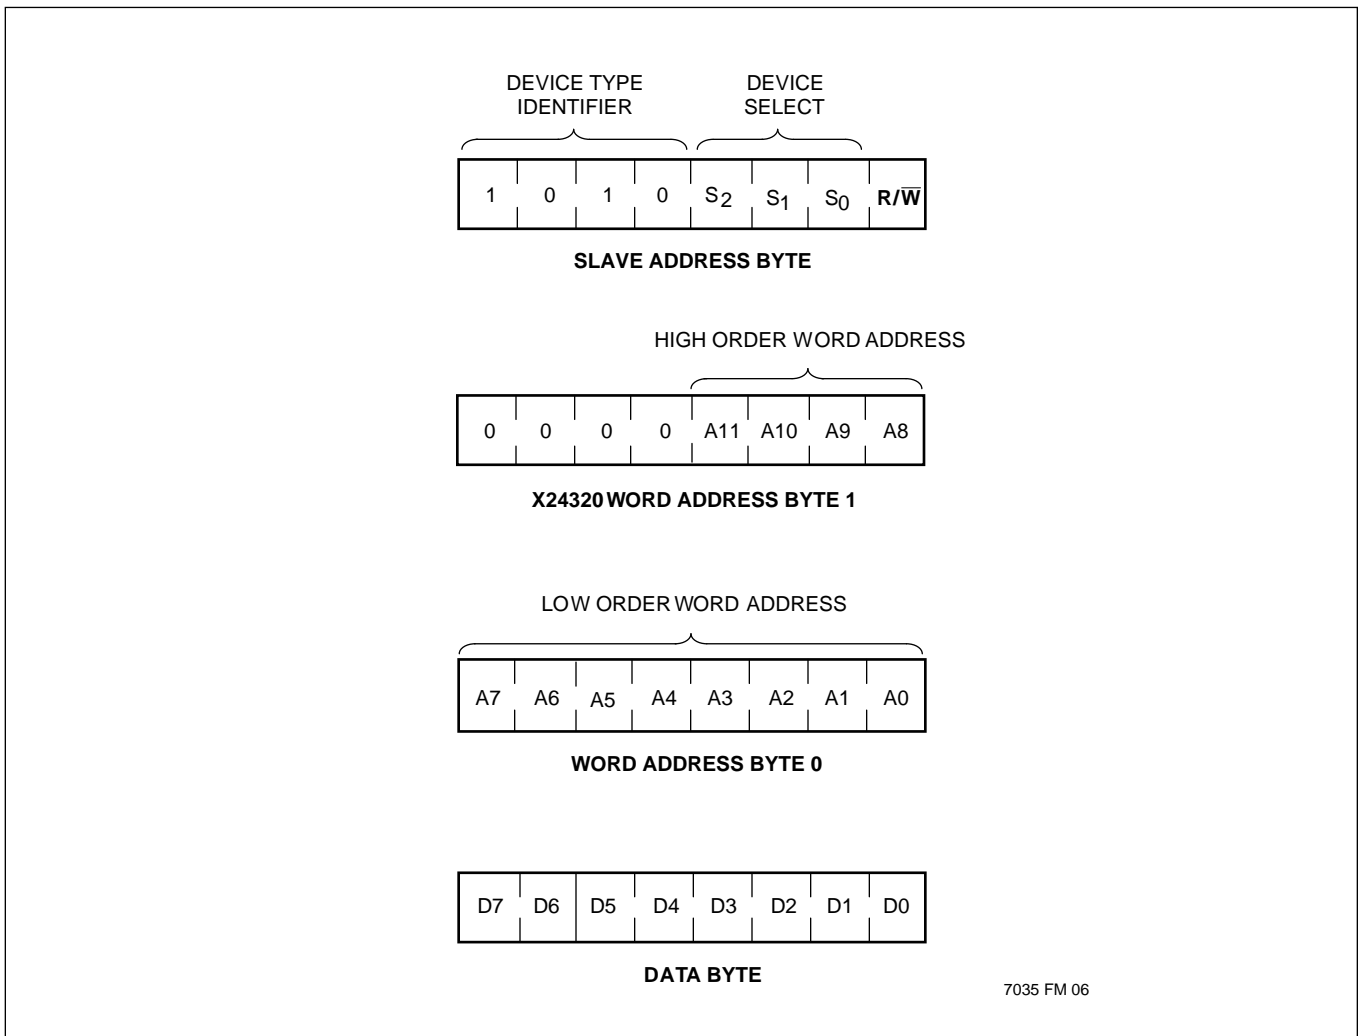 DEVICE TYPE IDENTIFIER
DEVICE SELECT
1 0 1 0 S2 S1 S0 R/W̅
SLAVE ADDRESS BYTE
HIGH ORDER WORD ADDRESS
0 0 0 0 A11 A10 A9 A8
X24320 WORD ADDRESS BYTE 1
LOW ORDER WORD ADDRESS
A7 A6 A5 A4 A3 A2 A1 A0
WORD ADDRESS BYTE 0
D7 D6 D5 D4 D3 D2 D1 D0
DATA BYTE
7035 FM 06